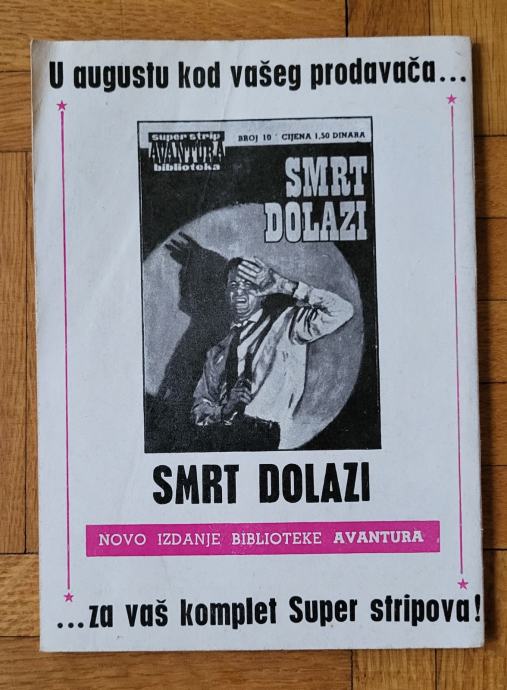 U augustu kod vašeg prodavača...
super strip
AVANTURA
biblioteka
BROJ 10 CIJENA 1,50 DINARA
SMRT
DOLAZI
SMRT DOLAZI
NOVO IZDANJE BIBLIOTEKE AVANTURA
...za vaš komplet Super stripova!